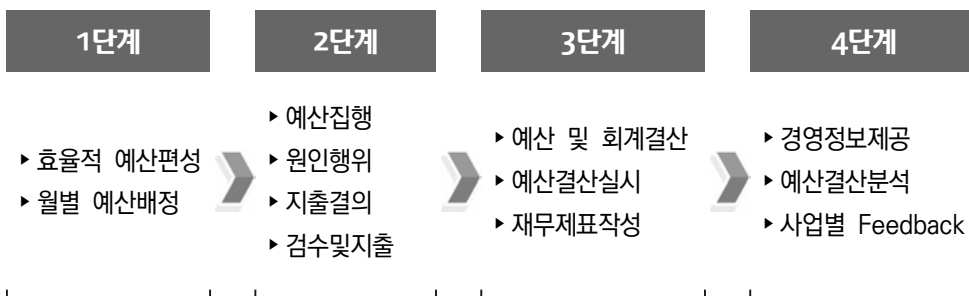 1단계
▸효율적 예산편성
▸월별 예산배정
2단계
▸예산집행
▸원인행위
▸지출결의
▸검수및지출
3단계
▸예산 및 회계결산
▸예산결산실시
▸재무제표작성
4단계
▸경영정보제공
▸예산결산분석
▸사업별 Feedback